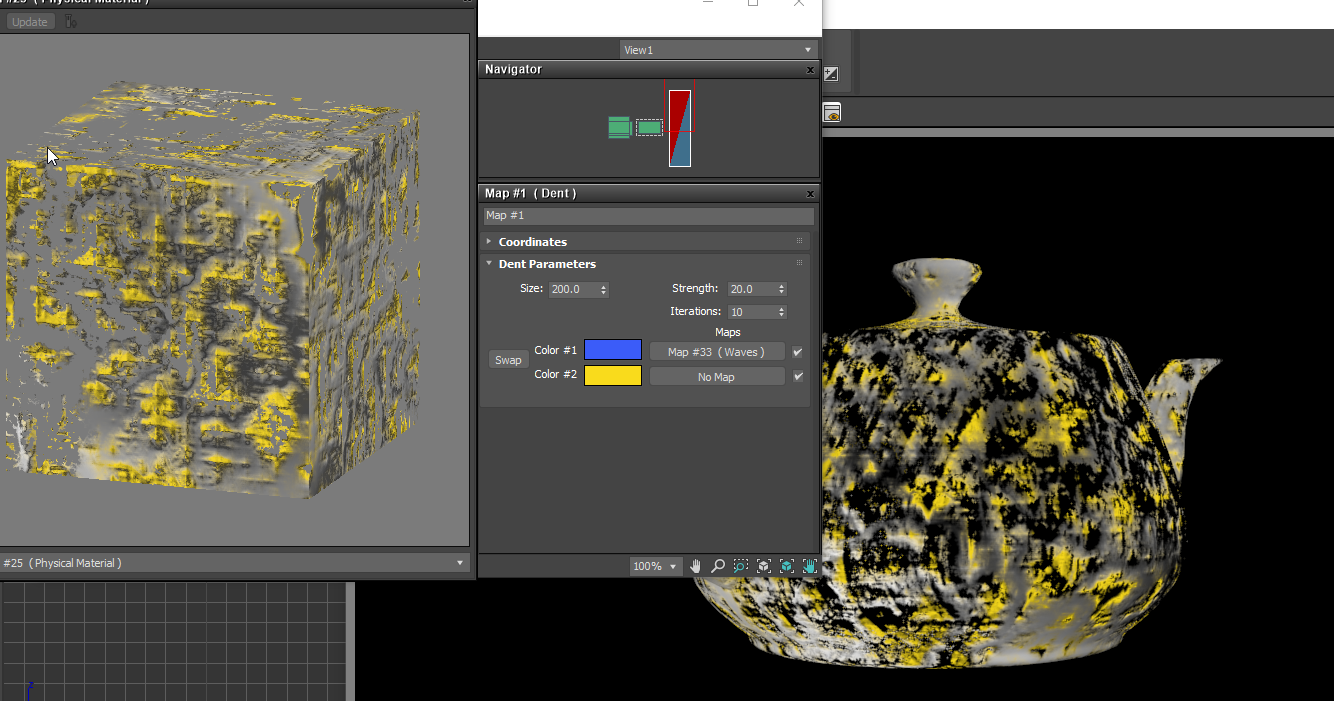 #25 ( Physical Material )
Update
View1
Navigator
x
Map #1 ( Dent )
x
Map #1
Coordinates
Dent Parameters
Size: 200.0 Strength: 20.0
Iterations: 10
Maps
Swap Color #1 Map #33 ( Waves )
Color #2 No Map
#25 ( Physical Material )
100%
z